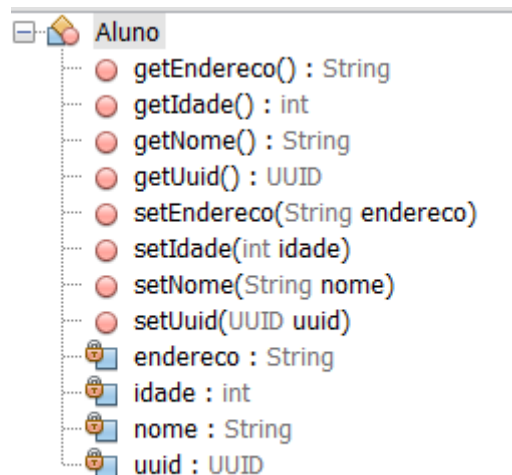 Aluno
getEndereco() : String
getIdade() : int
getNome() : String
getUuid() : UUID
setEndereco(String endereco)
setIdade(int idade)
setNome(String nome)
setUuid(UUID uuid)
endereco : String
idade : int
nome : String
uuid : UUID